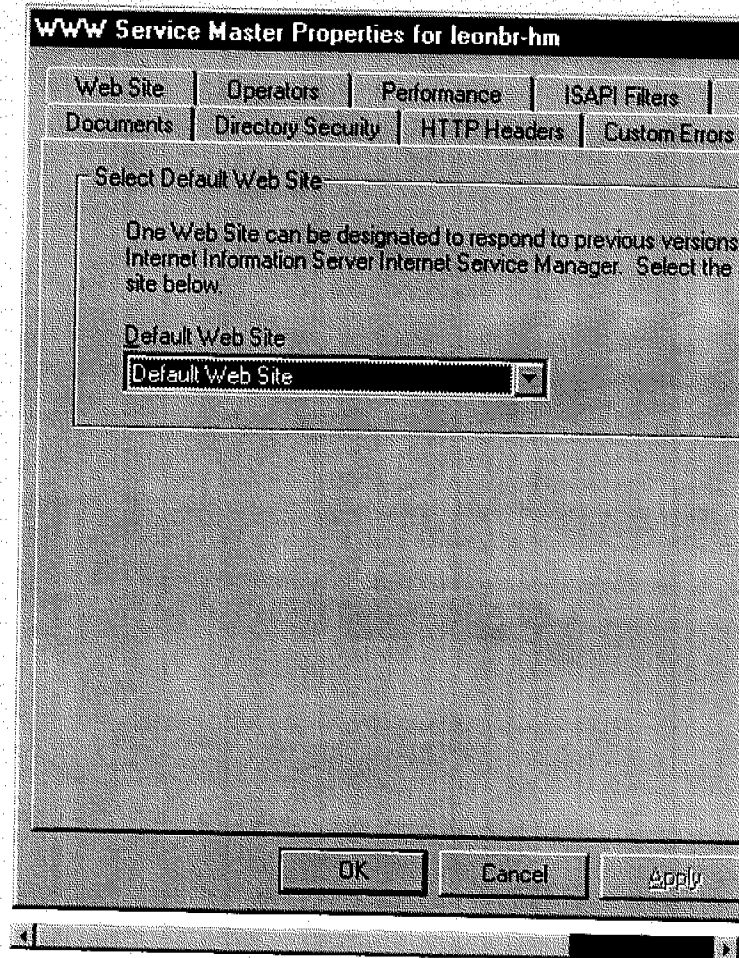 WWW Service Master Properties for leonbr-hm
Web Site Operators Performance ISAPI Filters
Documents Directory Security HTTP Headers Custom Errors
Select Default Web Site
One Web Site can be designated to respond to previous versions
Internet Information Server Internet Service Manager. Select the
site below.
Default Web Site
Default Web Site
OK Cancel Apply